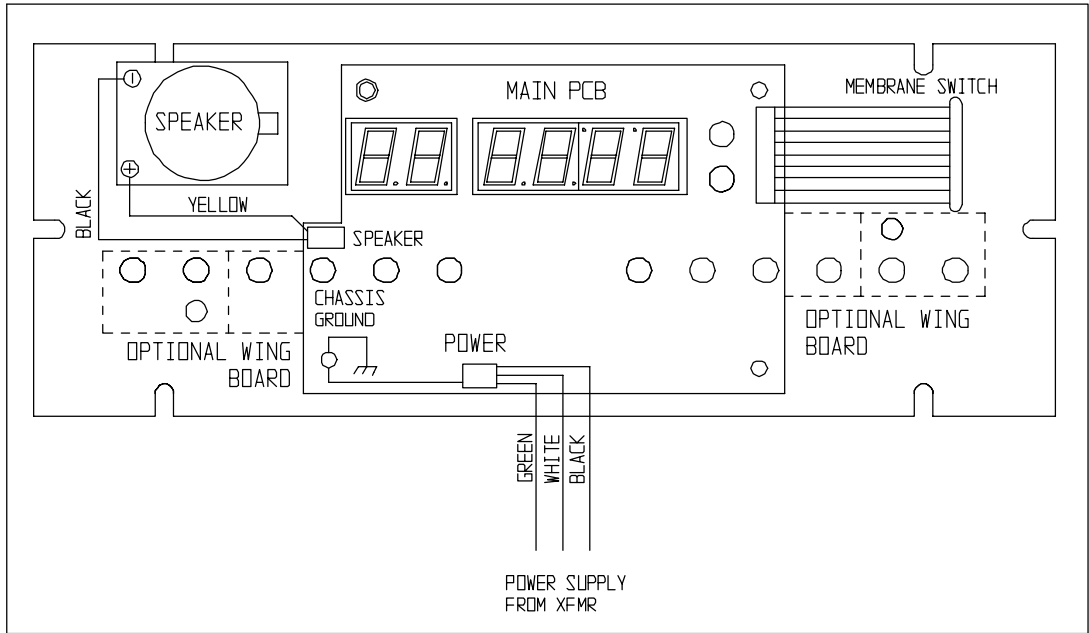 MAIN PCB
MEMBRANE SWITCH
SPEAKER
BLACK
YELLOW
SPEAKER
CHASSIS
GROUND
OPTIONAL WING
BOARD
POWER
OPTIONAL WING
BOARD
GREEN
WHITE
BLACK
POWER SUPPLY
FROM XFMR